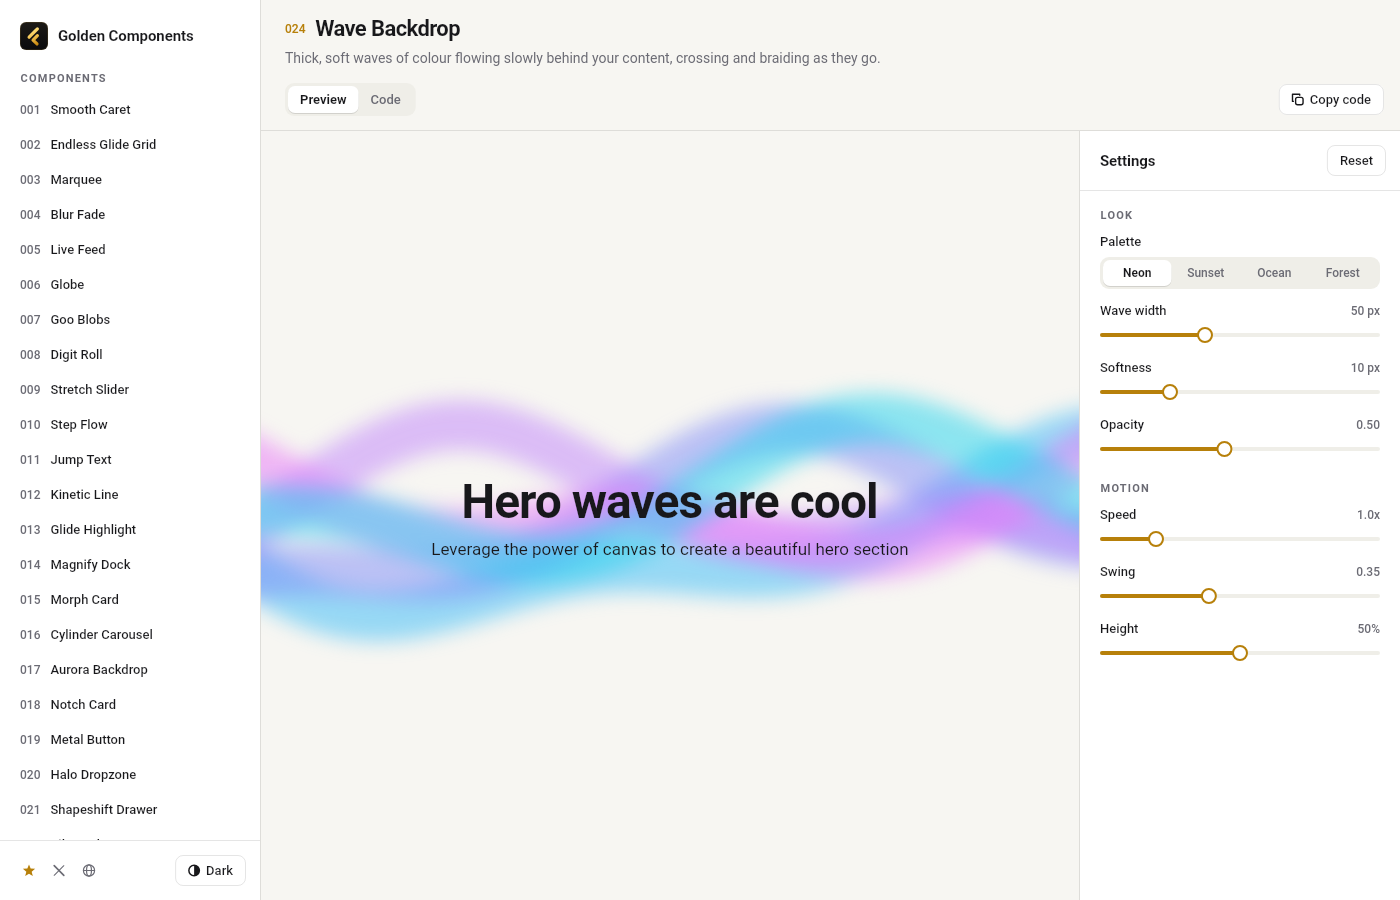 Golden Components
COMPONENTS
001 Smooth Caret
002 Endless Glide Grid
003 Marquee
004 Blur Fade
005 Live Feed
006 Globe
007 Goo Blobs
008 Digit Roll
009 Stretch Slider
010 Step Flow
011 Jump Text
012 Kinetic Line
013 Glide Highlight
014 Magnify Dock
015 Morph Card
016 Cylinder Carousel
017 Aurora Backdrop
018 Notch Card
019 Metal Button
020 Halo Dropzone
021 Shapeshift Drawer
Dark
024 Wave Backdrop
Thick, soft waves of colour flowing slowly behind your content, crossing and braiding as they go.
Preview Code
Copy code
Hero waves are cool
Leverage the power of canvas to create a beautiful hero section
Settings
Reset
LOOK
Palette
Neon Sunset Ocean Forest
Wave width 50 px
Softness 10 px
Opacity 0.50
MOTION
Speed 1.0x
Swing 0.35
Height 50%